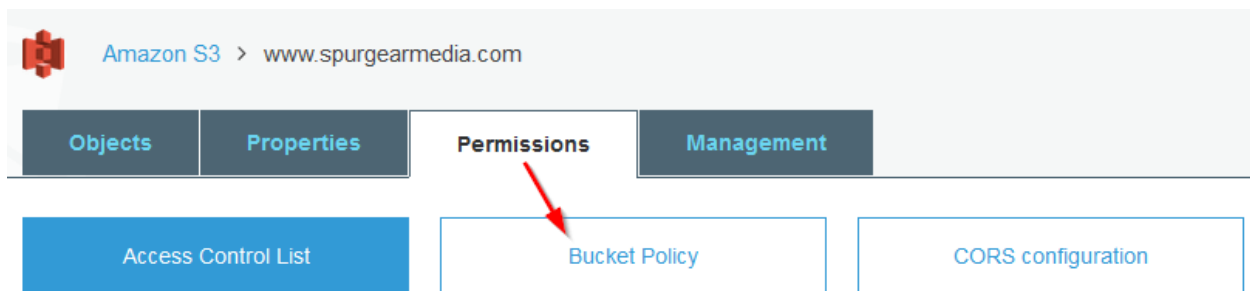 Amazon S3 > www.spurgearmedia.com
Objects Properties Permissions Management
Access Control List Bucket Policy CORS configuration